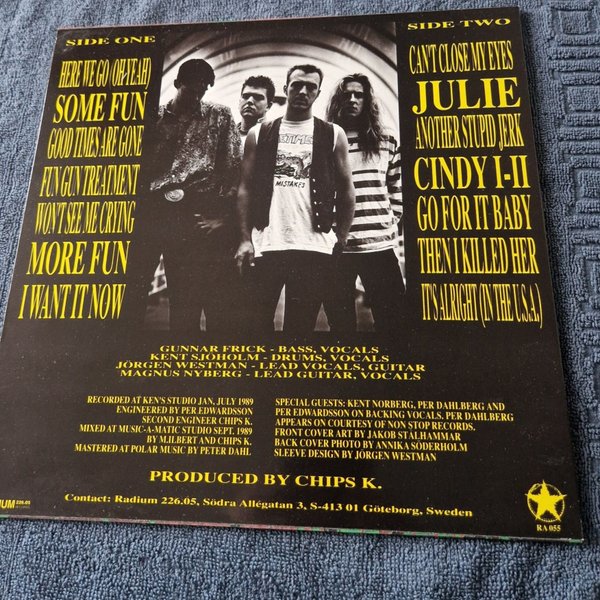 SIDE ONE
HERE WE GO (OH YEAH)
SOME FUN
GOOD TIMES ARE GONE
FUN GUN TREATMENT
WON'T SEE ME CRYING
MORE FUN
I WANT IT NOW
SIDE TWO
CAN'T CLOSE MY EYES
JULIE
ANOTHER STUPID JERK
CINDY I-II
GO FOR IT BABY
THEN I KILLED HER
IT'S ALRIGHT (IN THE U.S.A.)
MISTAKES
GUNNAR FRICK - BASS, VOCALS
KENT SJÖHOLM - DRUMS, VOCALS
JÖRGEN WESTMAN - LEAD VOCALS, GUITAR
MAGNUS NYBERG - LEAD GUITAR, VOCALS
RECORDED AT KEN'S STUDIO JAN, JULY 1989
ENGINEERED BY PER.EDWARDSSON
SECOND ENGINEER CHIPS K.
MIXED AT MUSIC-A-MATIC STUDIO SEPT. 1989
BY M.ILBERT AND CHIPS K.
MASTERED AT POLAR MUSIC BY PETER DAHL
SPECIAL GUESTS: KENT NORBERG, PER DAHLBERG AND
PER EDWARDSSON ON BACKING VOCALS. PER DAHLBERG
APPEARS ON COURTESY OF NON STOP RECORDS.
FRONT COVER ART BY JAKOB STALHAMMAR
BACK COVER PHOTO BY ANNIKA SÖDERHOLM
SLEEVE DESIGN BY JÖRGEN WESTMAN
PRODUCED BY CHIPS K.
Contact: Radium 226.05, Södra Allégatan 3, S-413 01 Göteborg, Sweden
IUM 226.05
RA 055